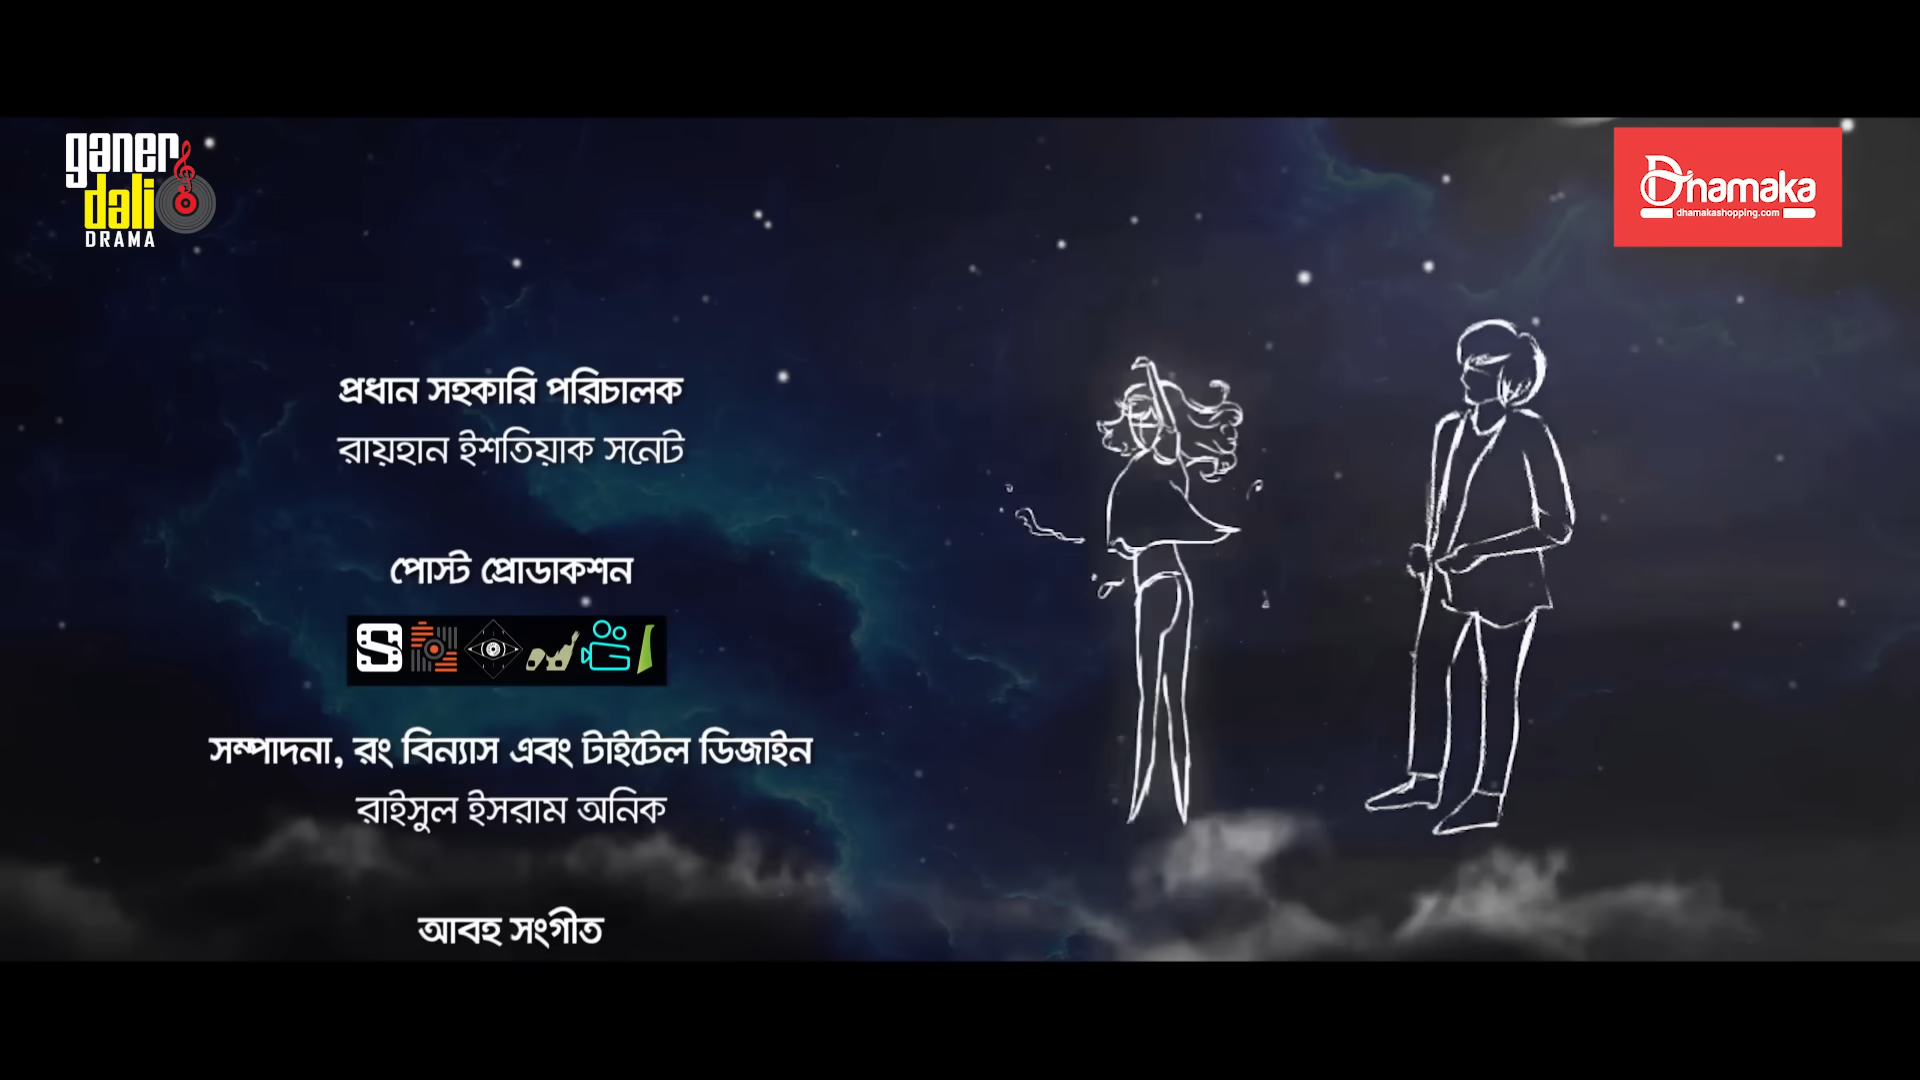 ganer
dali
DRAMA
Dhamaka
dhamakashopping.com
প্রধান সহকারি পরিচালক
রায়হান ইশতিয়াক সনেট
পোস্ট প্রোডাকশন
সম্পাদনা, রং বিন্যাস এবং টাইটেল ডিজাইন
রাইসুল ইসরাম অনিক
আবহ সংগীত